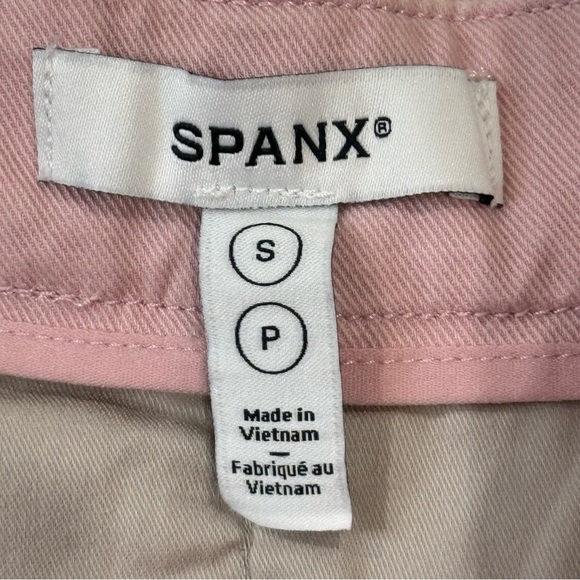 SPANX®
S
P
Made in
Vietnam
Fabriqué au
Vietnam